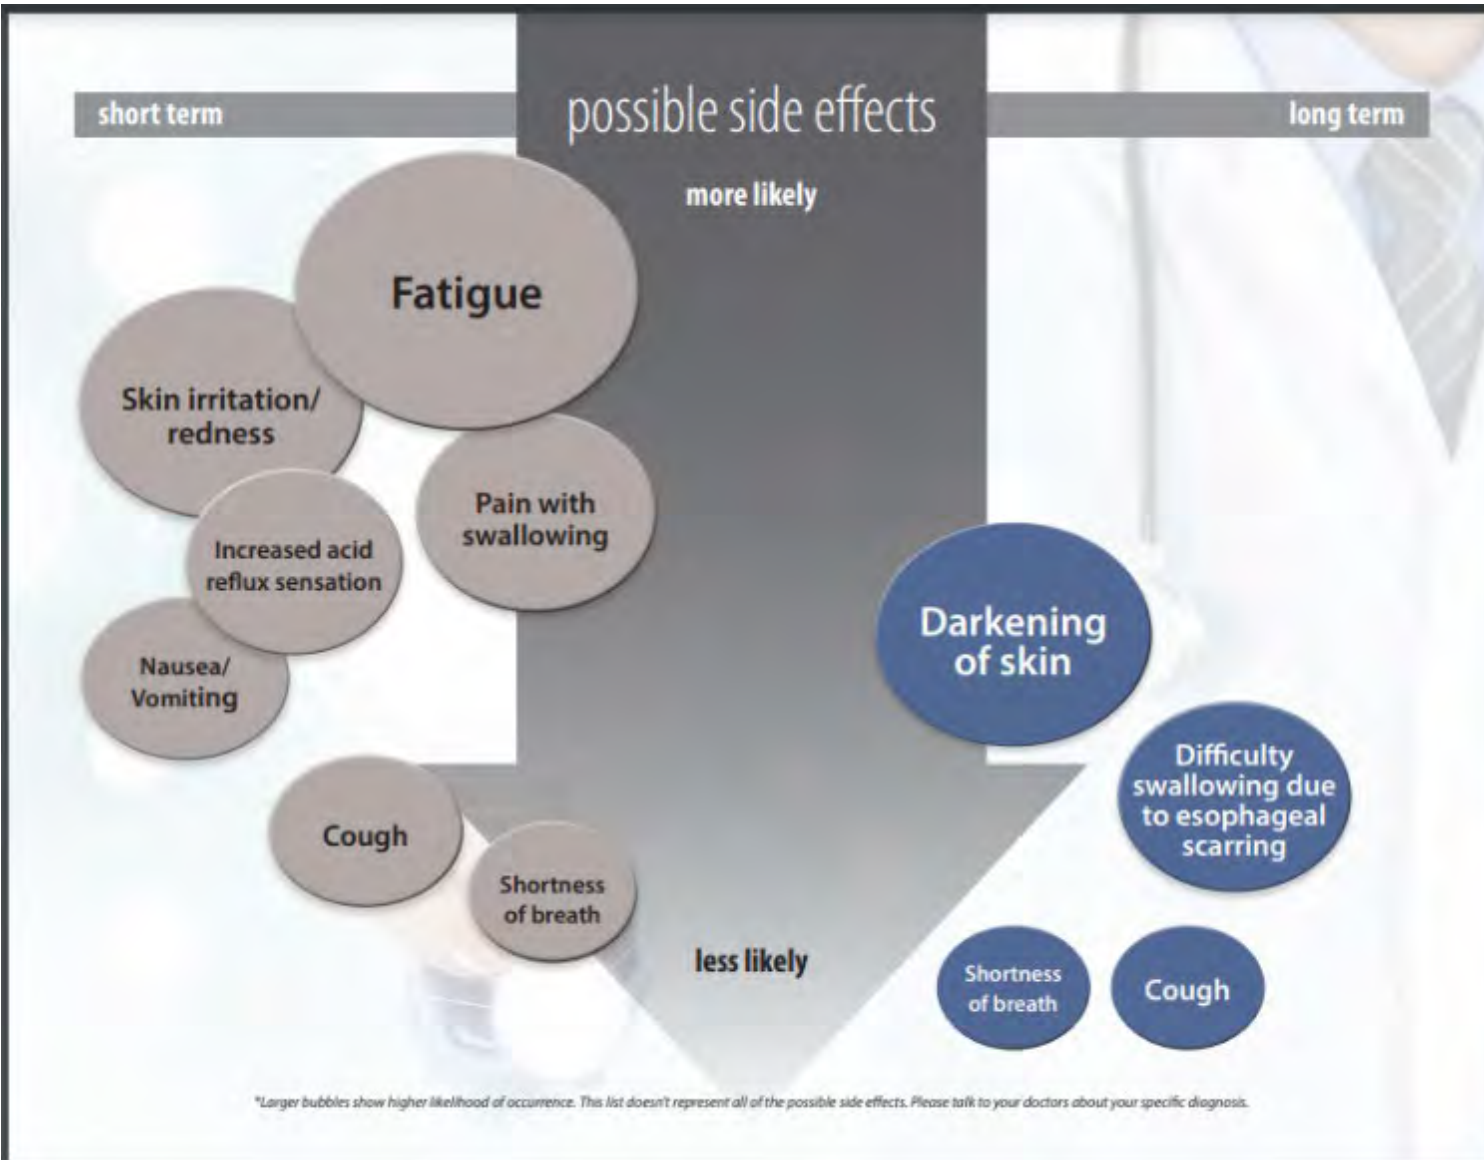 short term
possible side effects
long term
more likely
Fatigue
Skin irritation/
redness
Pain with
swallowing
Increased acid
reflux sensation
Nausea/
Vomiting
Darkening
of skin
Difficulty
swallowing due
to esophageal
scarring
Cough
Shortness
of breath
less likely
Shortness
of breath
Cough
*Larger bubbles show higher likelihood of occurrence. This list doesn't represent all of the possible side effects. Please talk to your doctors about your specific diagnosis.